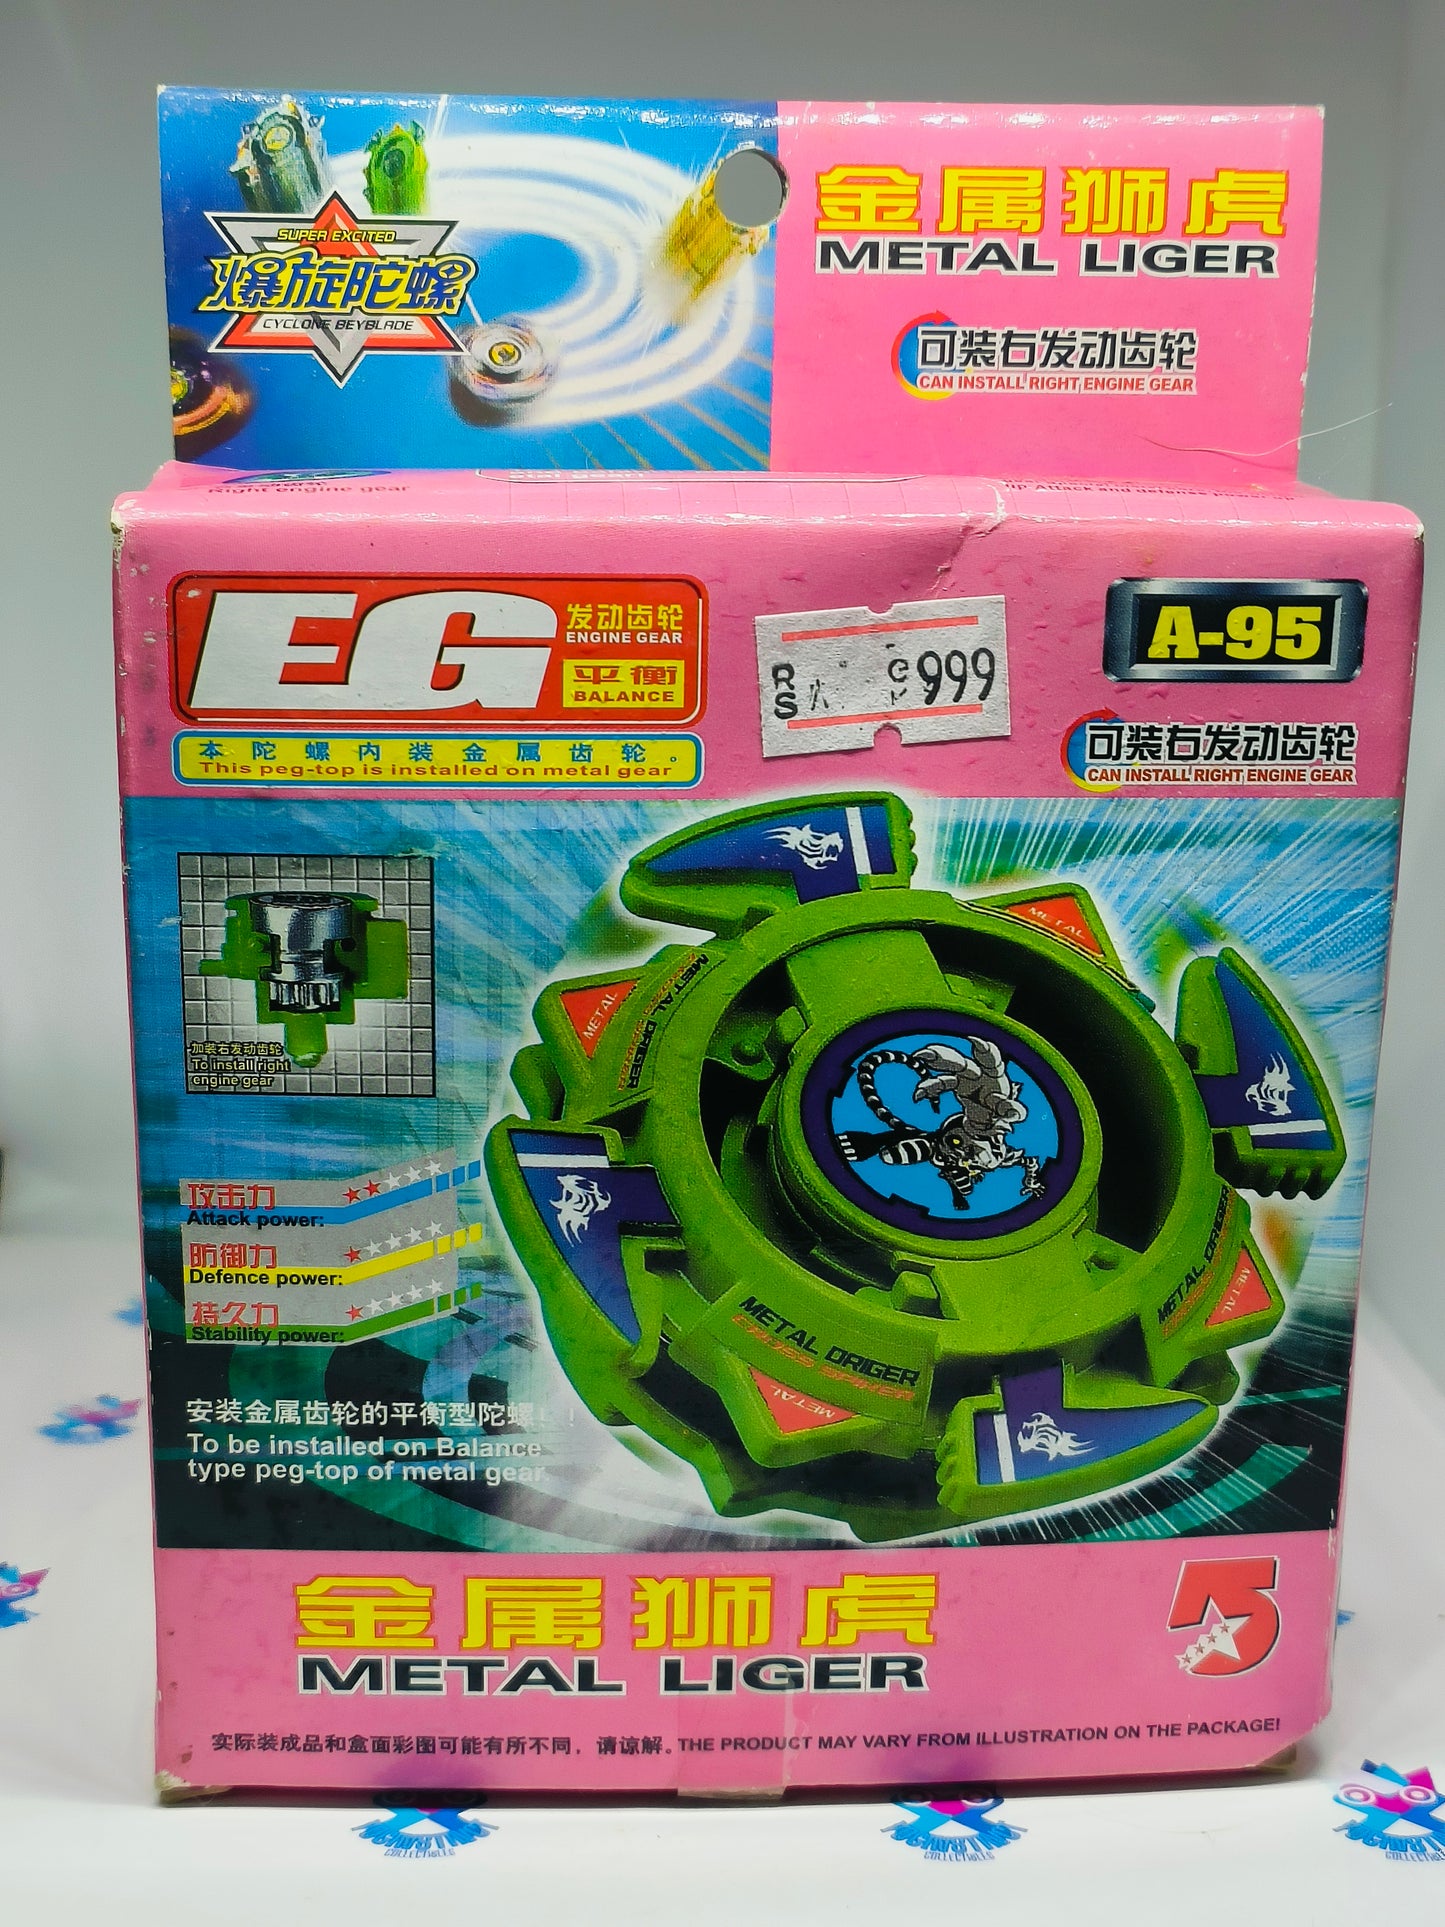 SUPER EXCITED
爆旋陀螺
CYCLONE BEYBLADE
金属狮虎
METAL LIGER
可装右发动齿轮
CAN INSTALL RIGHT ENGINE GEAR
Right engine gear
EG
发动齿轮
ENGINE GEAR
平衡
BALANCE
本陀螺内装金属齿轮。
This peg-top is installed on metal gear
RS
999
A-95
可装右发动齿轮
CAN INSTALL RIGHT ENGINE GEAR
加装右发动齿轮
To install right
engine gear
METAL
METAL
METAL DRIGER
攻击力
Attack power:
防御力
Defence power:
持久力
Stability power:
METAL DRIGER
METAL
METAL DRIGER
METAL
安装金属齿轮的平衡型陀螺!!
To be installed on Balance
type peg-top of metal gear
金属狮虎
METAL LIGER
5
实际装成品和盒面彩图可能有所不同，请谅解。THE PRODUCT MAY VARY FROM ILLUSTRATION ON THE PACKAGE!